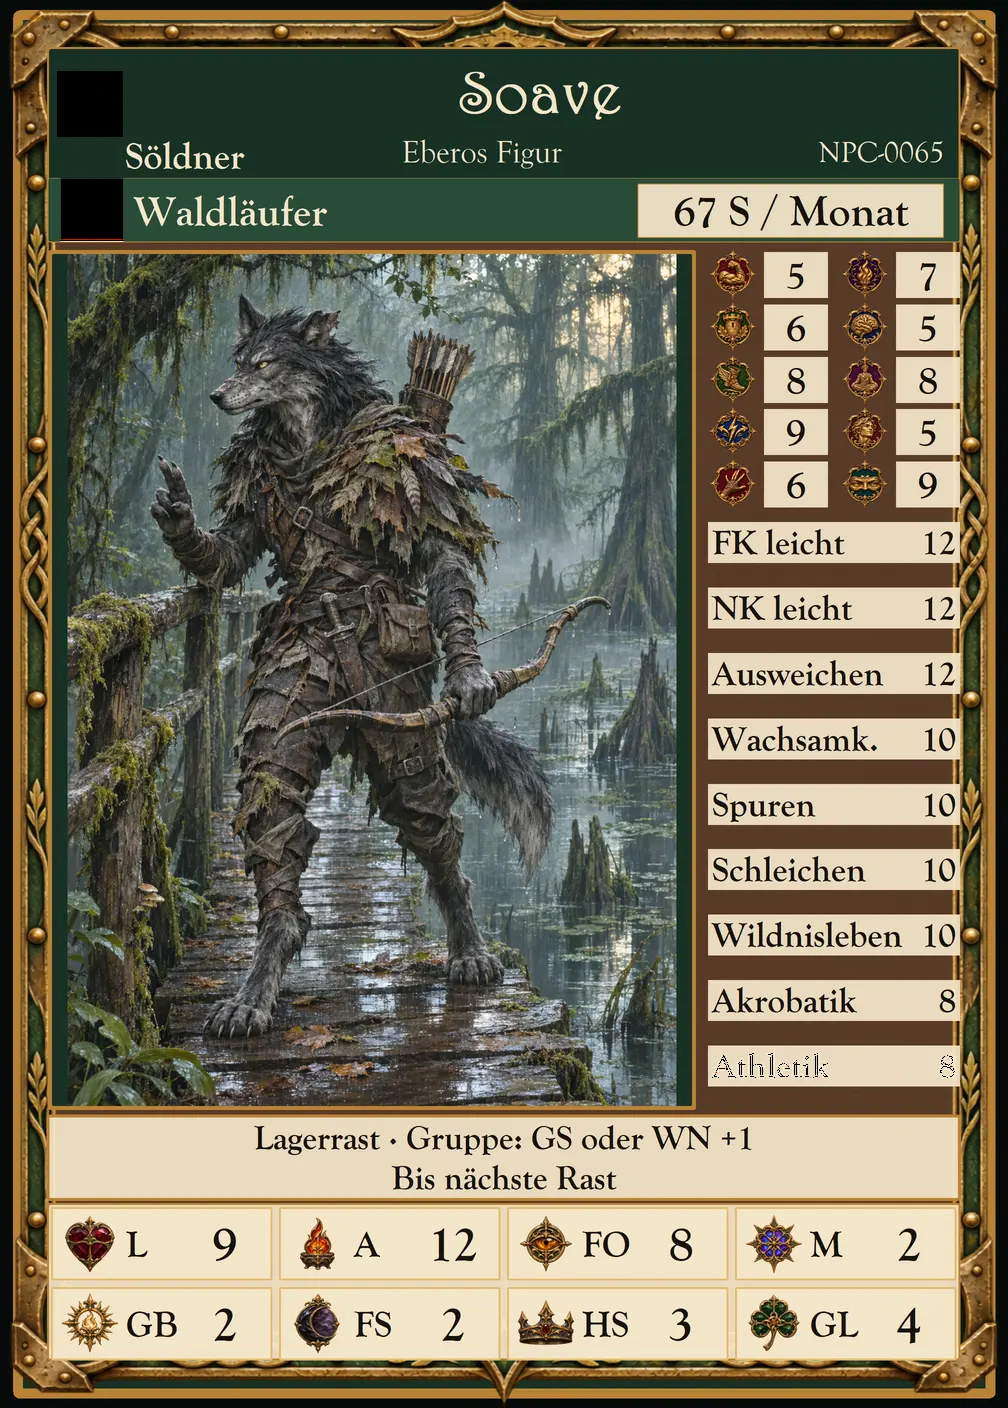 Soave
Söldner Eberos Figur NPC-0065
Waldläufer 67 S / Monat
5 7
6 5
8 8
9 5
6 9
FK leicht 12
NK leicht 12
Ausweichen 12
Wachsamk. 10
Spuren 10
Schleichen 10
Wildnisleben 10
Akrobatik 8
Athletik 8
Lagerrast · Gruppe: GS oder WN +1
Bis nächste Rast
L 9 A 12 FO 8 M 2
GB 2 FS 2 HS 3 GL 4